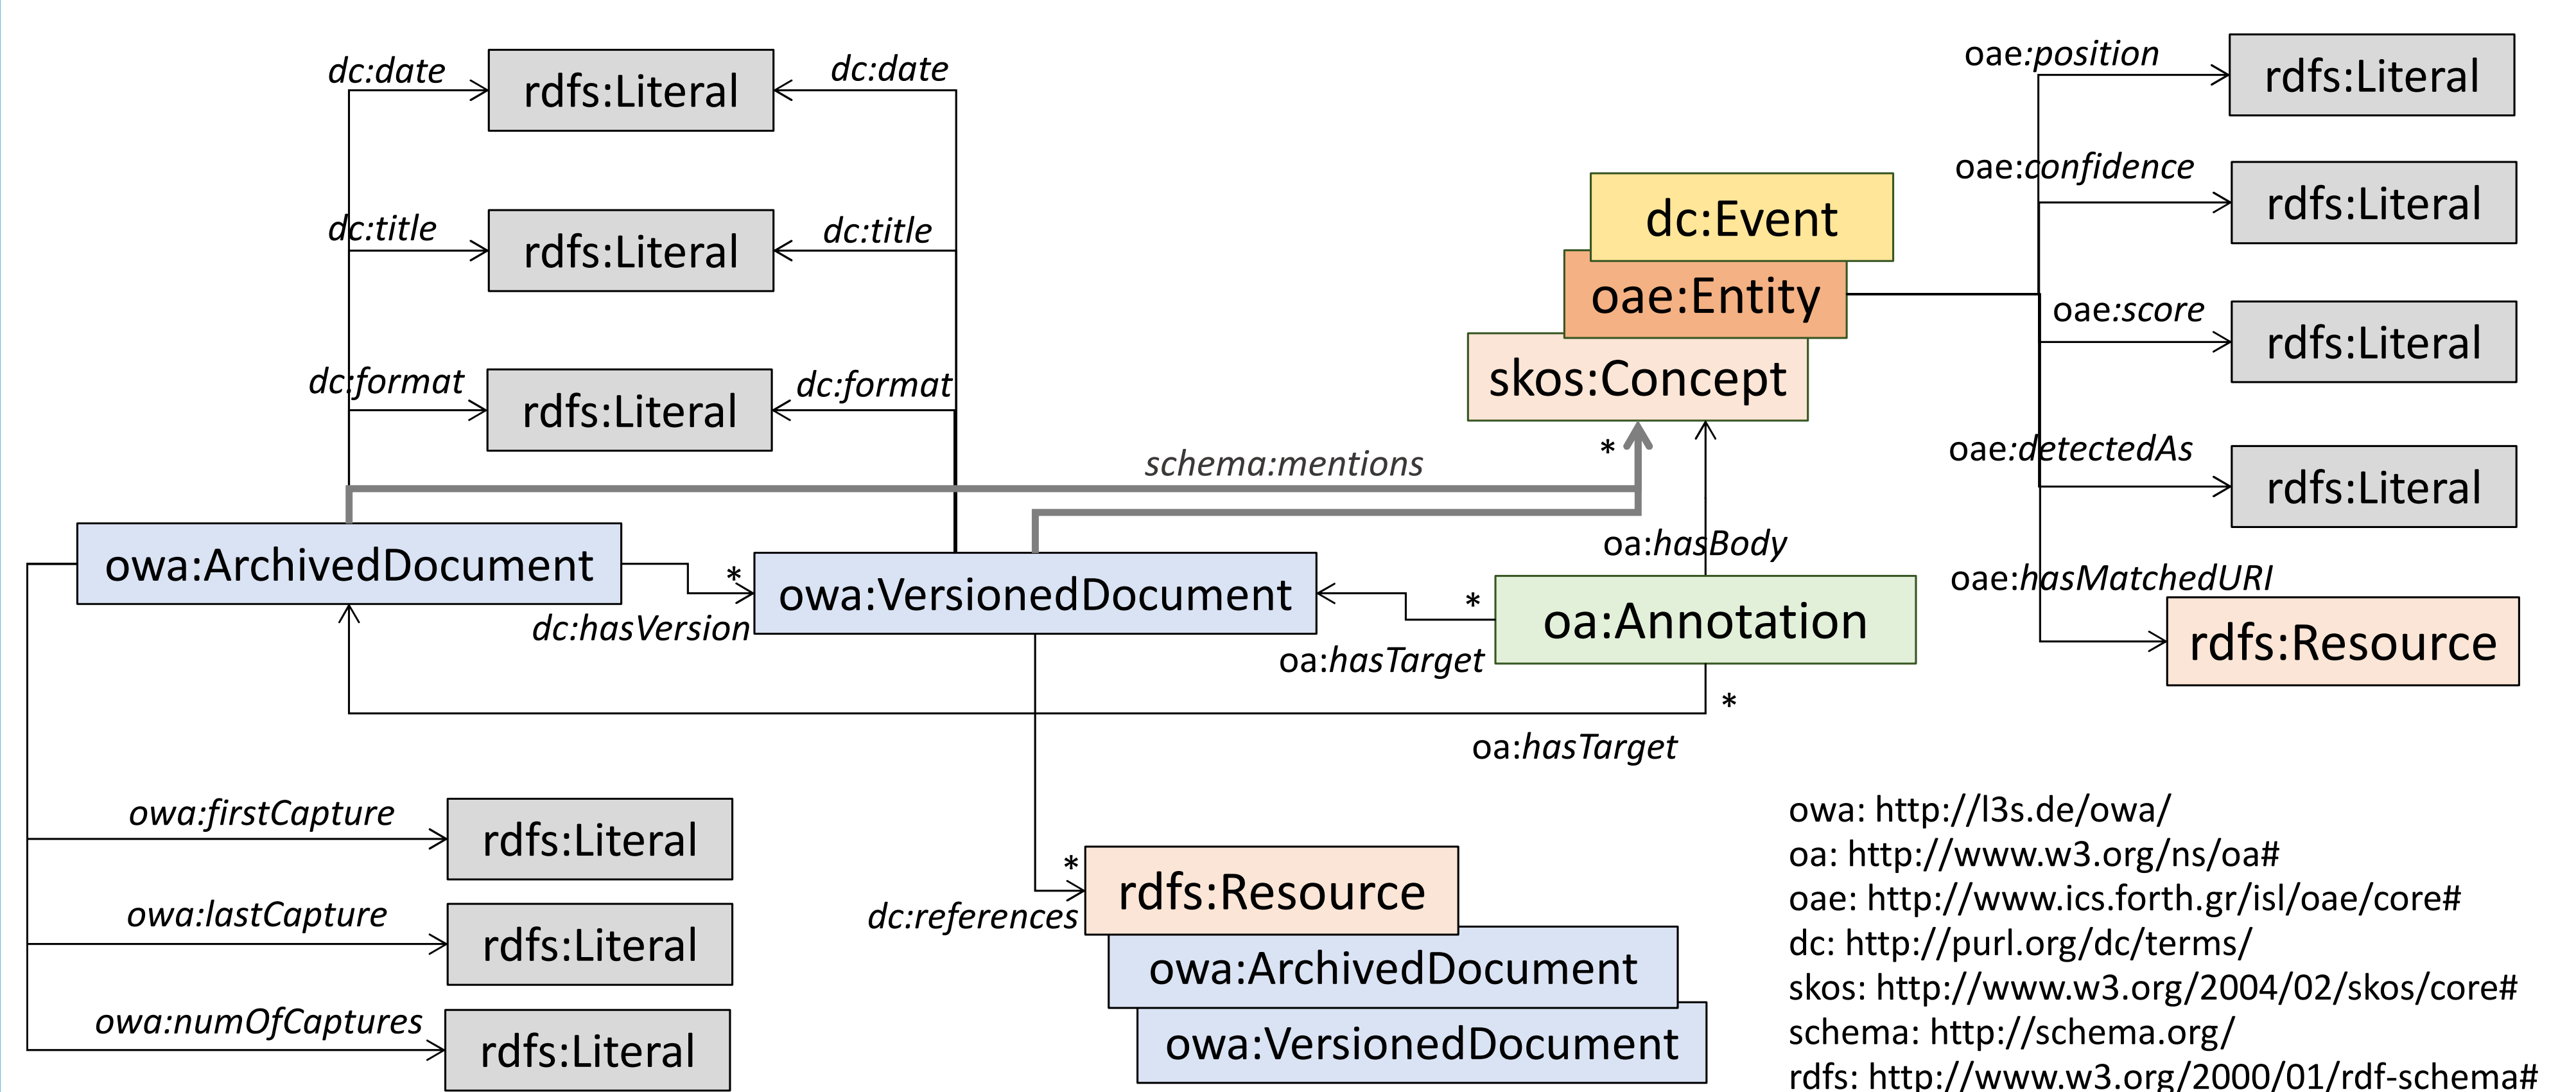 dc:date
rdfs:Literal
dc:date
dc:title
rdfs:Literal
dc:title
dc:format
rdfs:Literal
dc:format
oae:position
rdfs:Literal
oae:confidence
rdfs:Literal
dc:Event
oae:Entity
skos:Concept
oae:score
rdfs:Literal
oae:detectedAs
rdfs:Literal
schema:mentions
*
oa:hasBody
oae:hasMatchedURI
rdfs:Resource
owa:ArchivedDocument
*
dc:hasVersion
owa:VersionedDocument
*
oa:hasTarget
oa:Annotation
*
oa:hasTarget
owa:firstCapture
rdfs:Literal
owa:lastCapture
rdfs:Literal
owa:numOfCaptures
rdfs:Literal
*
dc:references
rdfs:Resource
owa:ArchivedDocument
owa:VersionedDocument
owa: http://l3s.de/owa/
oa: http://www.w3.org/ns/oa#
oae: http://www.ics.forth.gr/isl/oae/core#
dc: http://purl.org/dc/terms/
skos: http://www.w3.org/2004/02/skos/core#
schema: http://schema.org/
rdfs: http://www.w3.org/2000/01/rdf-schema#